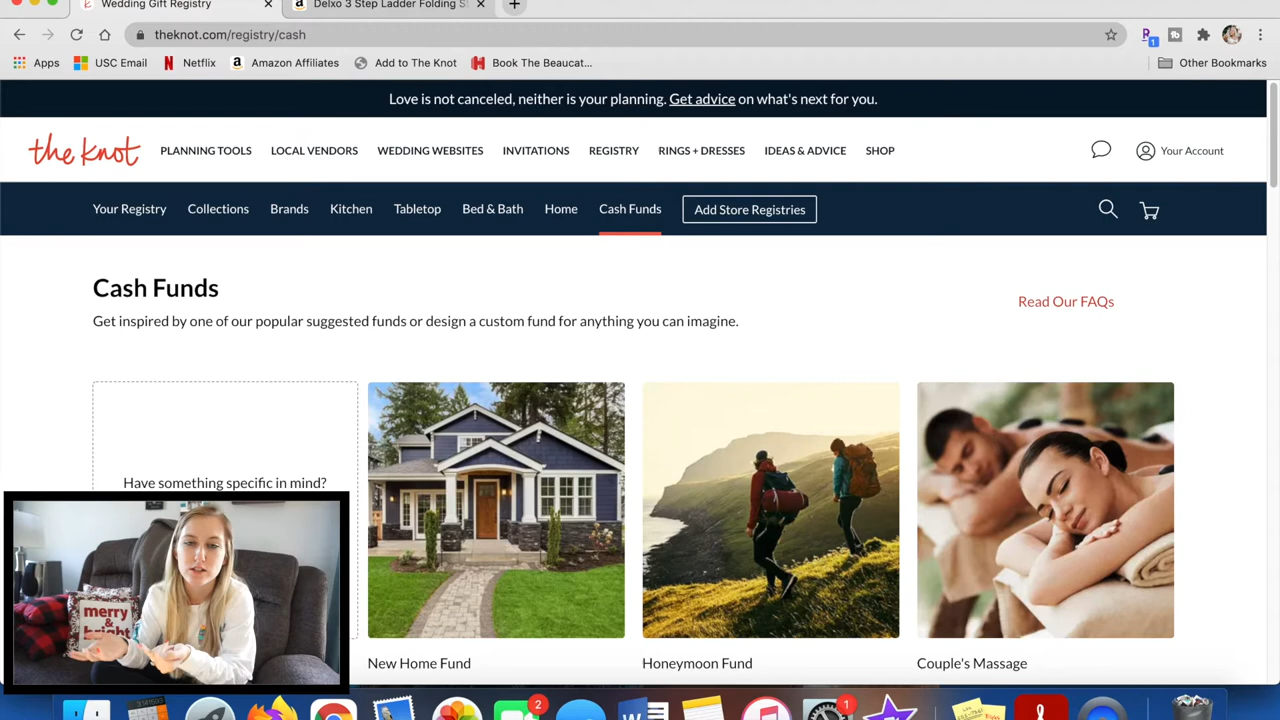 Wedding Gift Registry
Delxo 3 Step Ladder Folding S
theknot.com/registry/cash
1
Apps USC Email Netflix Amazon Affiliates Add to The Knot Book The Beaucat... Other Bookmarks
Love is not canceled, neither is your planning. Get advice on what's next for you.
the knot PLANNING TOOLS LOCAL VENDORS WEDDING WEBSITES INVITATIONS REGISTRY RINGS + DRESSES IDEAS & ADVICE SHOP Your Account
Your Registry Collections Brands Kitchen Tabletop Bed & Bath Home Cash Funds Add Store Registries
Cash Funds
Read Our FAQs
Get inspired by one of our popular suggested funds or design a custom fund for anything you can imagine.
Have something specific in mind?
merry
&
bright
New Home Fund
Honeymoon Fund
Couple's Massage
2
1